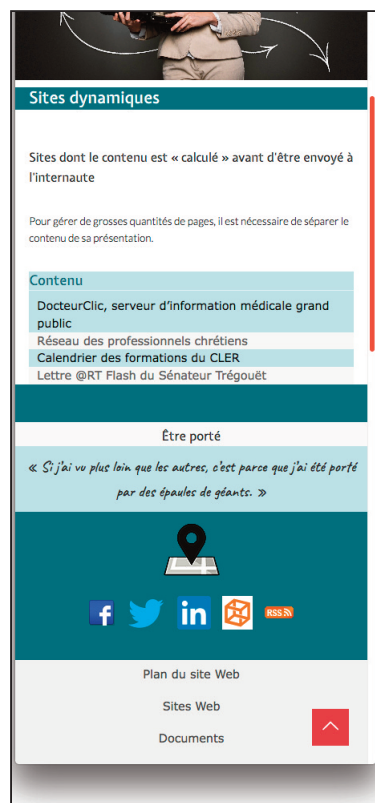 Sites dynamiques
Sites dont le contenu est « calculé » avant d'être envoyé à
l'internaute
Pour gérer de grosses quantités de pages, il est nécessaire de séparer le
contenu de sa présentation.
Contenu
DocteurClic, serveur d'information médicale grand
public
Réseau des professionnels chrétiens
Calendrier des formations du CLER
Lettre @RT Flash du Sénateur Trégouët
Être porté
« Si j'ai vu plus loin que les autres, c'est parce que j'ai été porté
par des épaules de géants. »
f in RSS
Plan du site Web
Sites Web
Documents